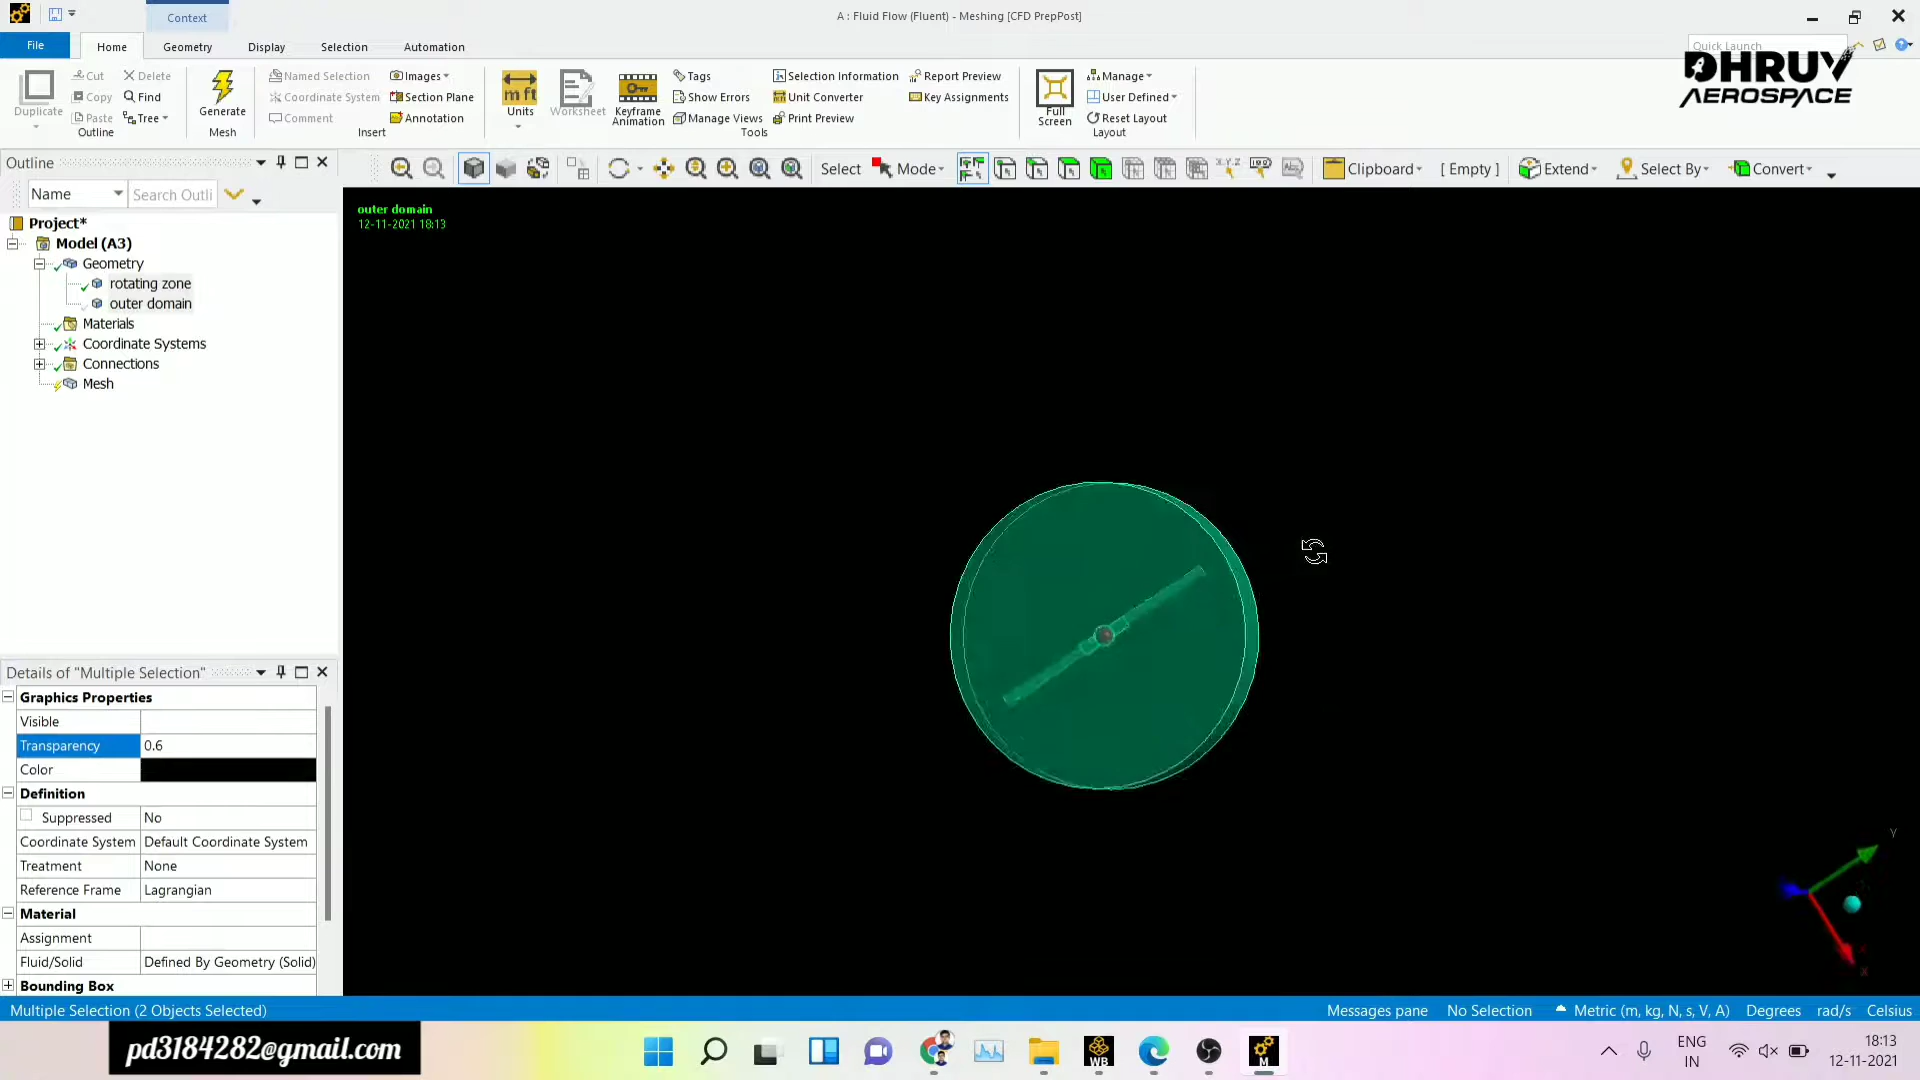 Context
A : Fluid Flow (Fluent) - Meshing [CFD PrepPost]
File
Home
Geometry
Display
Selection
Automation
Quick Launch
DHRUV
AEROSPACE
Duplicate
Cut
Copy
Paste
Delete
Find
Tree
Outline
Generate
Mesh
Named Selection
Coordinate System
Comment
Images
Section Plane
Annotation
Insert
m ft
Units
Worksheet
Keyframe
Animation
Tags
Show Errors
Manage Views
Selection Information
Unit Converter
Print Preview
Report Preview
Key Assignments
Tools
Full
Screen
Manage
User Defined
Reset Layout
Layout
Outline
Select
Mode
Clipboard
[ Empty ]
Extend
Select By
Convert
Name
Search Outli
Project*
Model (A3)
Geometry
rotating zone
outer domain
Materials
Coordinate Systems
Connections
Mesh
outer domain
12-11-2021 18:13
Details of "Multiple Selection"
Graphics Properties
Visible
Transparency 0.6
Color
Definition
Suppressed No
Coordinate System Default Coordinate System
Treatment None
Reference Frame Lagrangian
Material
Assignment
Fluid/Solid Defined By Geometry (Solid)
Bounding Box
Y
X
Multiple Selection (2 Objects Selected)
Messages pane
No Selection
Metric (m, kg, N, s, V, A)
Degrees
rad/s
Celsius
pd3184282@gmail.com
WB
M
ENG
IN
18:13
12-11-2021